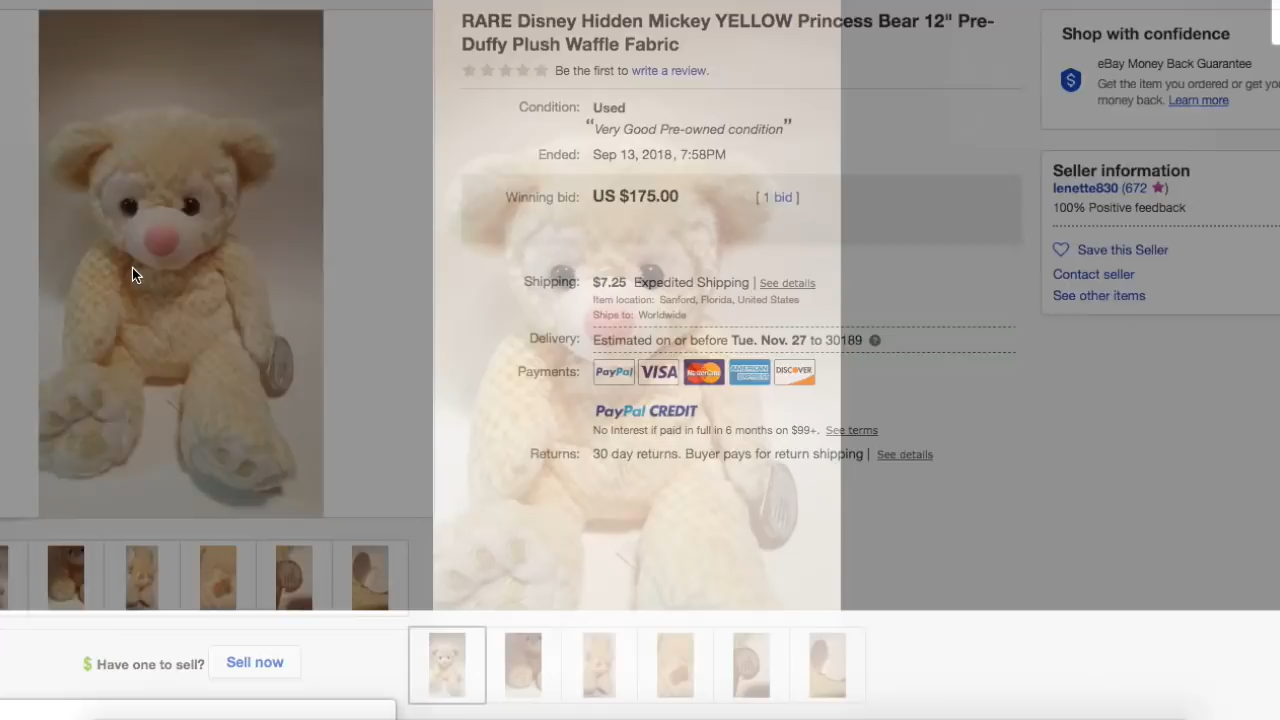 RARE Disney Hidden Mickey YELLOW Princess Bear 12" Pre-
Duffy Plush Waffle Fabric
Be the first to write a review.
Condition: Used
"Very Good Pre-owned condition"
Ended: Sep 13, 2018, 7:58PM
Winning bid: US $175.00 [ 1 bid ]
Shipping: $7.25 Expedited Shipping | See details
Item location: Sanford, Florida, United States
Ships to: Worldwide
Delivery: Estimated on or before Tue. Nov. 27 to 30189
Payments: PayPal VISA MasterCard AMERICAN EXPRESS DISCOVER
PayPal CREDIT
No Interest if paid in full in 6 months on $99+. See terms
Returns: 30 day returns. Buyer pays for return shipping | See details
Shop with confidence
eBay Money Back Guarantee
Get the item you ordered or get yo
money back. Learn more
Seller information
lenette830 (672)
100% Positive feedback
Save this Seller
Contact seller
See other items
$ Have one to sell? Sell now